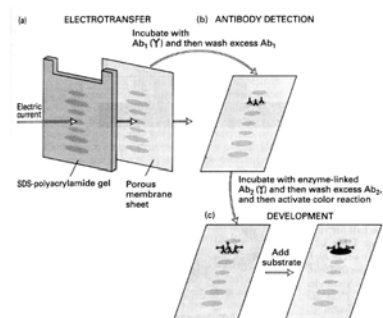 (a) ELECTROTRANSFER
(b) ANTIBODY DETECTION
Incubate with
Ab1 (Y) and then wash excess Ab1
Electric
current
SDS-polyacrylamide gel
Porous
membrane
sheet
Incubate with enzyme-linked
Ab2 (Y) and then wash excess Ab2,
and then activate color reaction
(c) DEVELOPMENT
Add
substrate